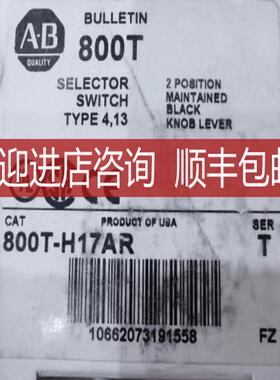 A-B
QUALITY
BULLETIN
800T
SELECTOR
SWITCH
TYPE 4,13
2 POSITION
MAINTAINED
BLACK
KNOB LEVER
迎进店咨询 顺丰包邮
CAT
PRODUCT OF USA
SER
800T-H17AR
T
10662073191558
FZ